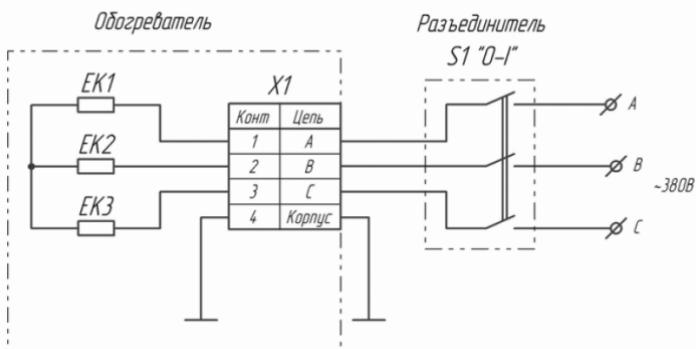 Обогреватель
Разъединитель
S1 "0-I"
EK1
EK2
EK3
X1
Конт Цепь
1 A
2 B
3 C
4 Корпус
A
B
C
~380В